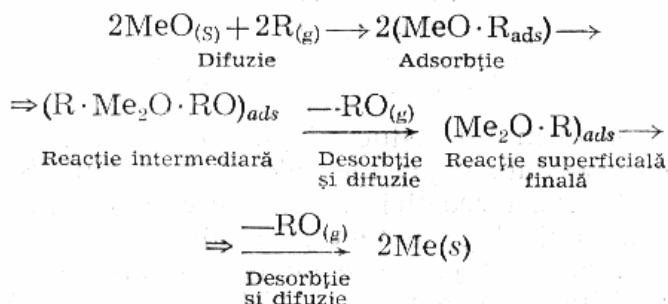 2MeO(S) + 2R(g) ⟶ 2(MeO · Rads) ⟶
Difuzie Adsorbție
⇒ (R · Me₂O · RO)ads —RO(g) (Me₂O · R)ads ⟶
Reacție intermediară Desorbție Reacție superficială
și difuzie finală
⇒ —RO(g) 2Me(s)
Desorbție
și difuzie